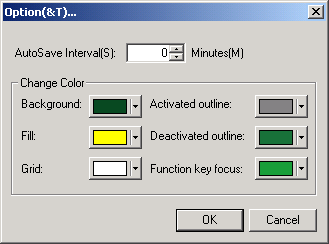 Option(&T)...
AutoSave Interval(S): 0 Minutes(M)
Change Color
Background: Activated outline:
Fill: Deactivated outline:
Grid: Function key focus:
OK Cancel